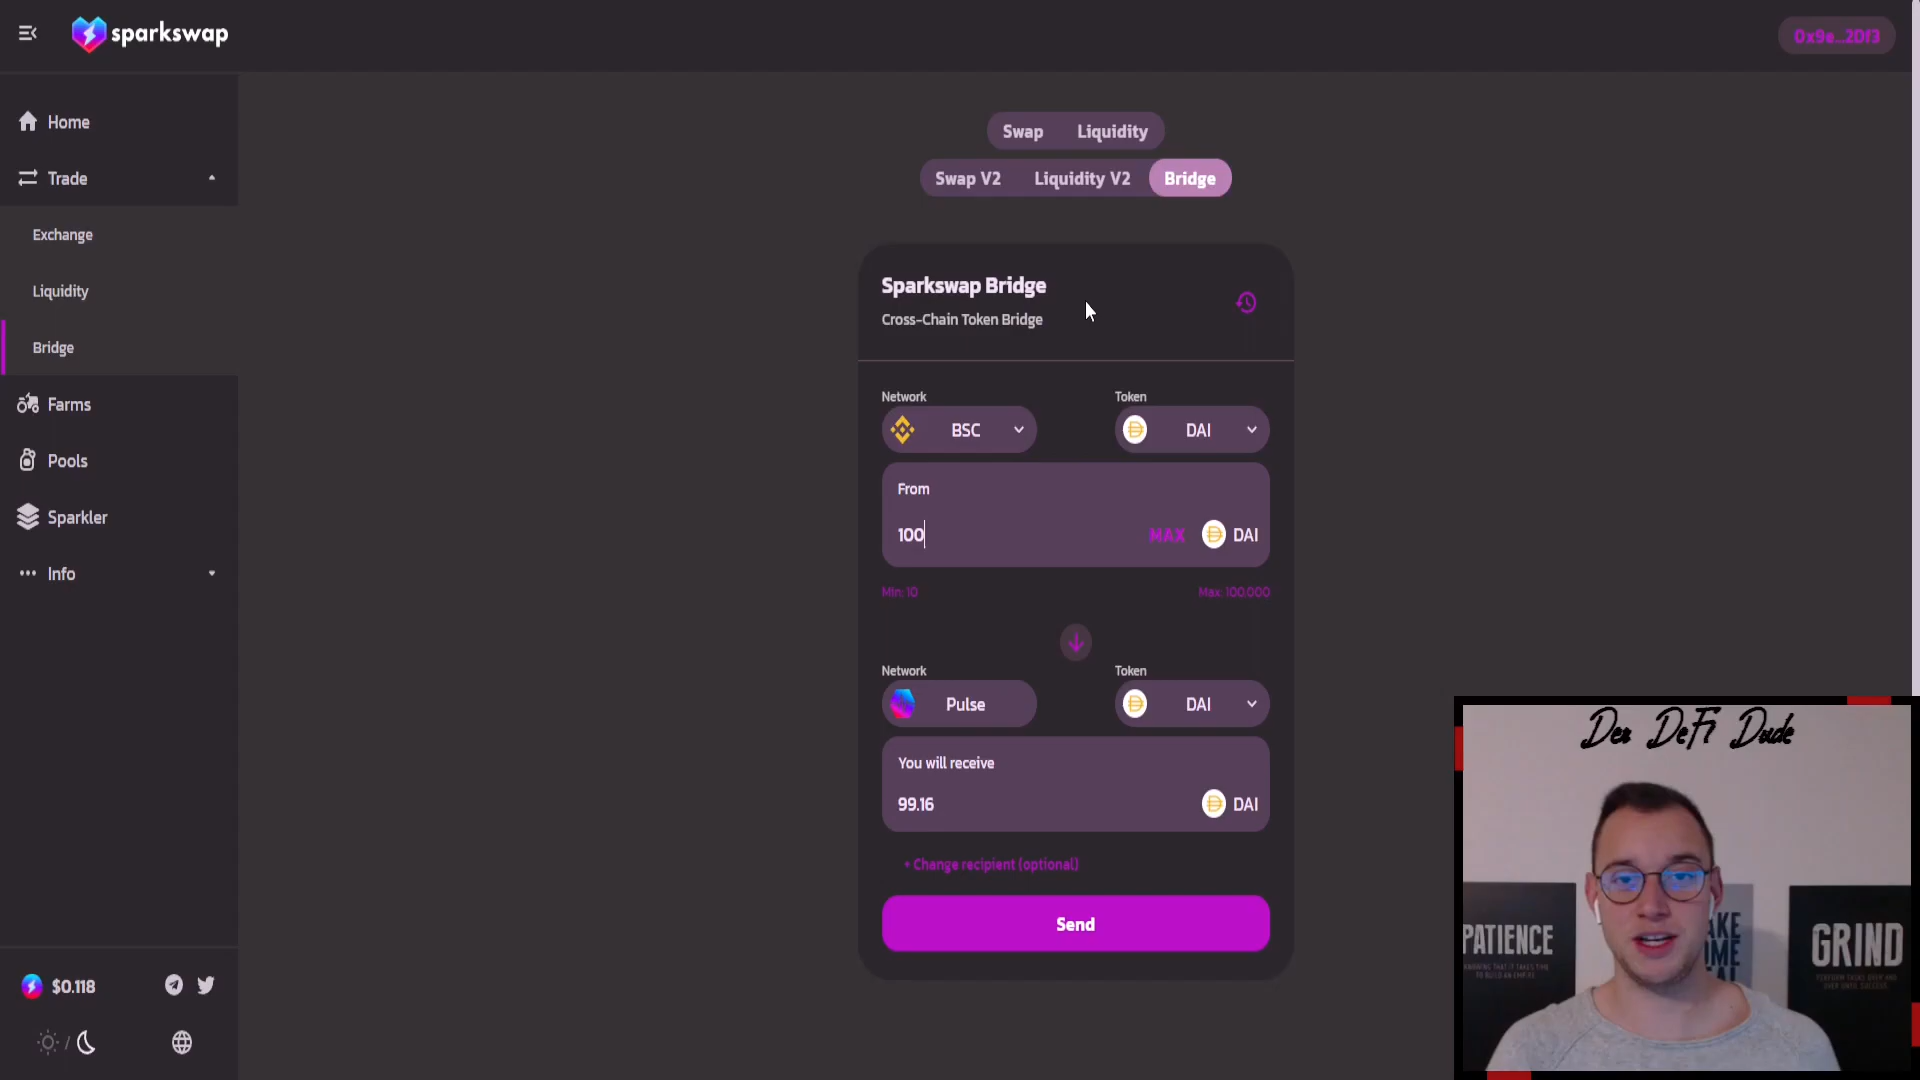 sparkswap
0x9e...2Df3
Home
Trade
Exchange
Liquidity
Bridge
Farms
Pools
Sparkler
Info
$0.118
/
Swap Liquidity
Swap V2 Liquidity V2 Bridge
Sparkswap Bridge
Cross-Chain Token Bridge
Network Token
BSC DAI
From
100 MAX DAI
Min: 10 Max: 100,000
Network Token
Pulse DAI
You will receive
99.16 DAI
+ Change recipient (optional)
Send
Der DeFi Dude
PATIENCE
GRIND